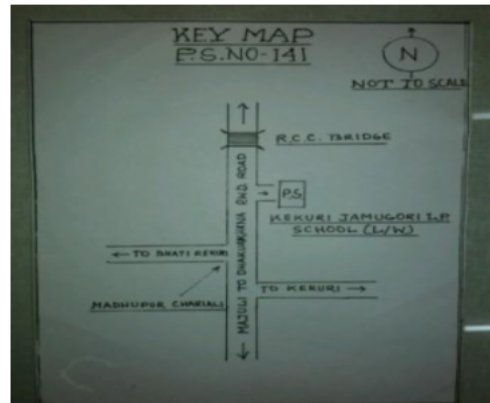 KEY MAP
P.S.NO-141
N
NOT TO SCALE
R.C.C. BRIDGE
P.S.
KEKURI JAMUGORI L.P
SCHOOL (L/W)
MAJULI TO DHAKUAKHANA P.W.D. ROAD
← TO BHATI KEKURI
TO KEKURI →
MADHUPUR CHARIALI